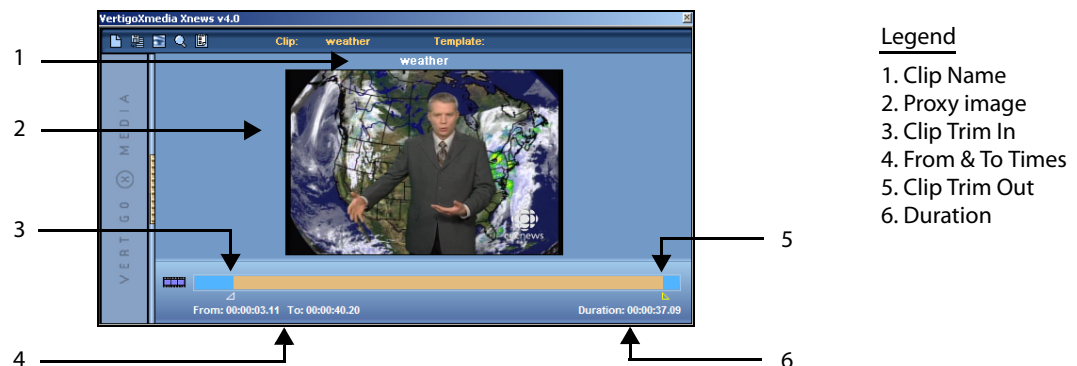 VertigoXmedia Xnews v4.0
Clip: weather Template:
weather
VERTIGO X MEDIA
From: 00:00:03.11 To: 00:00:40.20
Duration: 00:00:37.09
1
2
3
4
5
6
Legend
1. Clip Name
2. Proxy image
3. Clip Trim In
4. From & To Times
5. Clip Trim Out
6. Duration